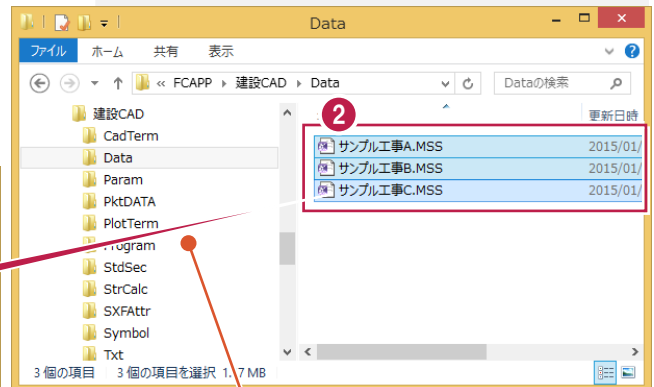 Data
ファイル ホーム 共有 表示
« FCAPP 建設CAD Data Dataの検索
2 更新日時
建設CAD
CadTerm
Data
Param
PktDATA
PlotTerm
Program
StdSec
StrCalc
SXFAttr
Symbol
Txt
サンプル工事A.MSS 2015/01/
サンプル工事B.MSS 2015/01/
サンプル工事C.MSS 2015/01/
3 個の項目 3 個の項目を選択 MB